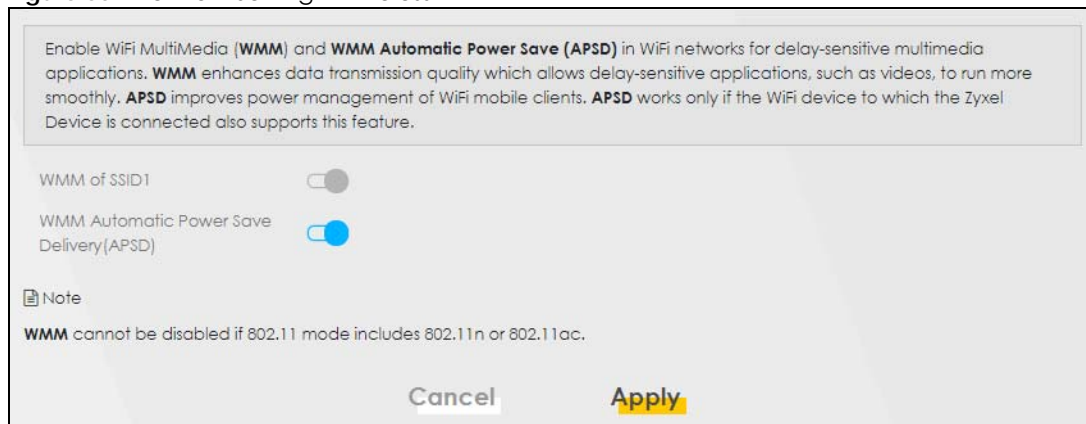 Enable WiFi MultiMedia (WMM) and WMM Automatic Power Save (APSD) in WiFi networks for delay-sensitive multimedia
applications. WMM enhances data transmission quality which allows delay-sensitive applications, such as videos, to run more
smoothly. APSD improves power management of WiFi mobile clients. APSD works only if the WiFi device to which the Zyxel
Device is connected also supports this feature.
WMM of SSID1
WMM Automatic Power Save
Delivery(APSD)
Note
WMM cannot be disabled if 802.11 mode includes 802.11n or 802.11ac.
Cancel Apply